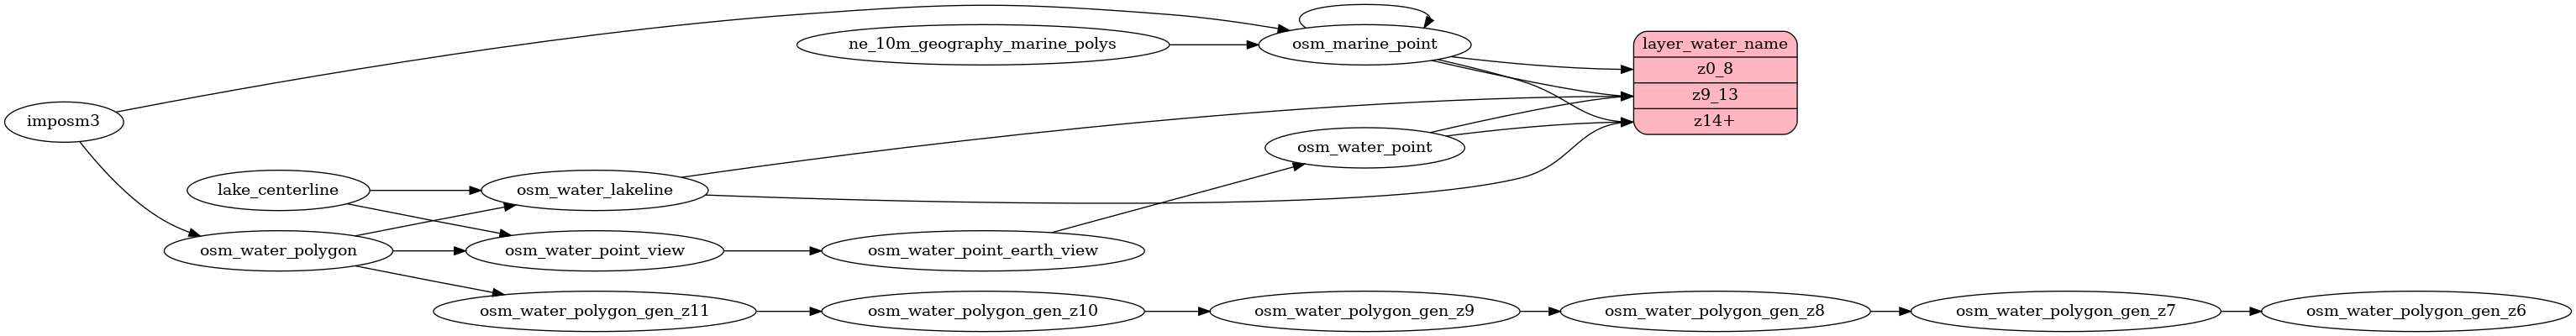 ne_10m_geography_marine_polys
osm_marine_point
layer_water_name
z0_8
z9_13
z14+
imposm3
osm_water_point
lake_centerline
osm_water_lakeline
osm_water_polygon
osm_water_point_view
osm_water_point_earth_view
osm_water_polygon_gen_z11
osm_water_polygon_gen_z10
osm_water_polygon_gen_z9
osm_water_polygon_gen_z8
osm_water_polygon_gen_z7
osm_water_polygon_gen_z6